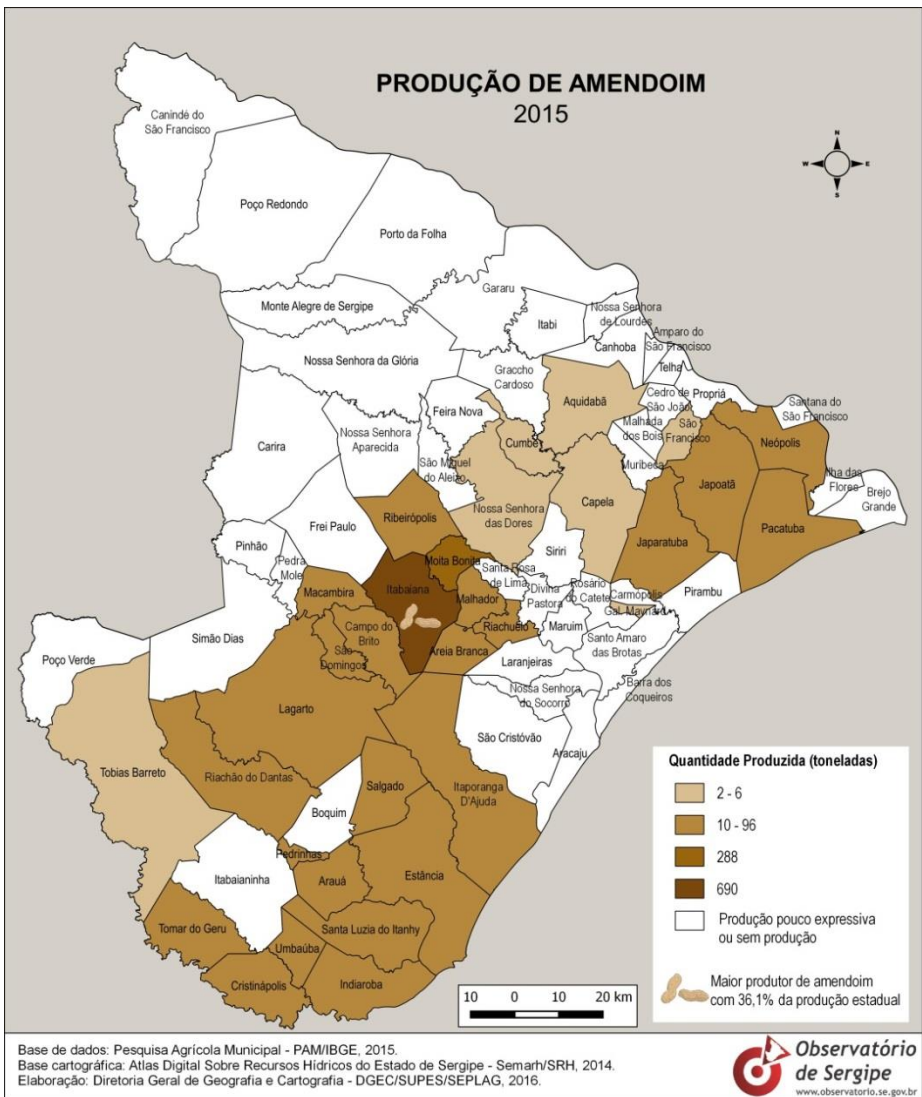 PRODUÇÃO DE AMENDOIM
2015
N
W
E
S
Canindé do
São Francisco
Poço Redondo
Porto da Folha
Monte Alegre de Sergipe
Gararu
Itabi
Nossa Senhora
de Lourdes
Canhoba
Amparo do
São Francisco
Telha
Nossa Senhora da Glória
Graccho
Cardoso
Aquidabã
Cedro de
São João
Propriá
Santana do
São Francisco
Feira Nova
Malhada
dos Bois
São
Francisco
Carira
Nossa Senhora
Aparecida
Cumbe
Neópolis
São Miguel
do Aleixo
Muribeca
Japoatã
Ilha das
Flores
Brejo
Grande
Nossa Senhora
das Dores
Capela
Pacatuba
Ribeirópolis
Frei Paulo
Japaratuba
Pinhão
Siriri
Pedra
Mole
Moita Bonita
Santa Rosa
de Lima
Divina
Pastora
Rosário
do Catete
Carmópolis
Pirambu
Macambira
Itabaiana
Malhador
Gal. Maynard
Riachuelo
Maruim
Santo Amaro
das Brotas
Simão Dias
Campo do
Brito
São
Domingos
Areia Branca
Laranjeiras
Poço Verde
Nossa Senhora
do Socorro
Barra dos
Coqueiros
Lagarto
São Cristóvão
Aracaju
Tobias Barreto
Riachão do Dantas
Salgado
Itaporanga
D'Ajuda
Boquim
Pedrinhas
Itabaianinha
Arauá
Estância
Tomar do Geru
Umbaúba
Santa Luzia do Itanhy
Cristinápolis
Indiaroba
Quantidade Produzida (toneladas)
2 - 6
10 - 96
288
690
Produção pouco expressiva
ou sem produção
Maior produtor de amendoim
com 36,1% da produção estadual
10 0 10 20 km
Base de dados: Pesquisa Agrícola Municipal - PAM/IBGE, 2015.
Base cartográfica: Atlas Digital Sobre Recursos Hídricos do Estado de Sergipe - Semarh/SRH, 2014.
Elaboração: Diretoria Geral de Geografia e Cartografia - DGEC/SUPES/SEPLAG, 2016.
Observatório
de Sergipe
www.observatorio.se.gov.br